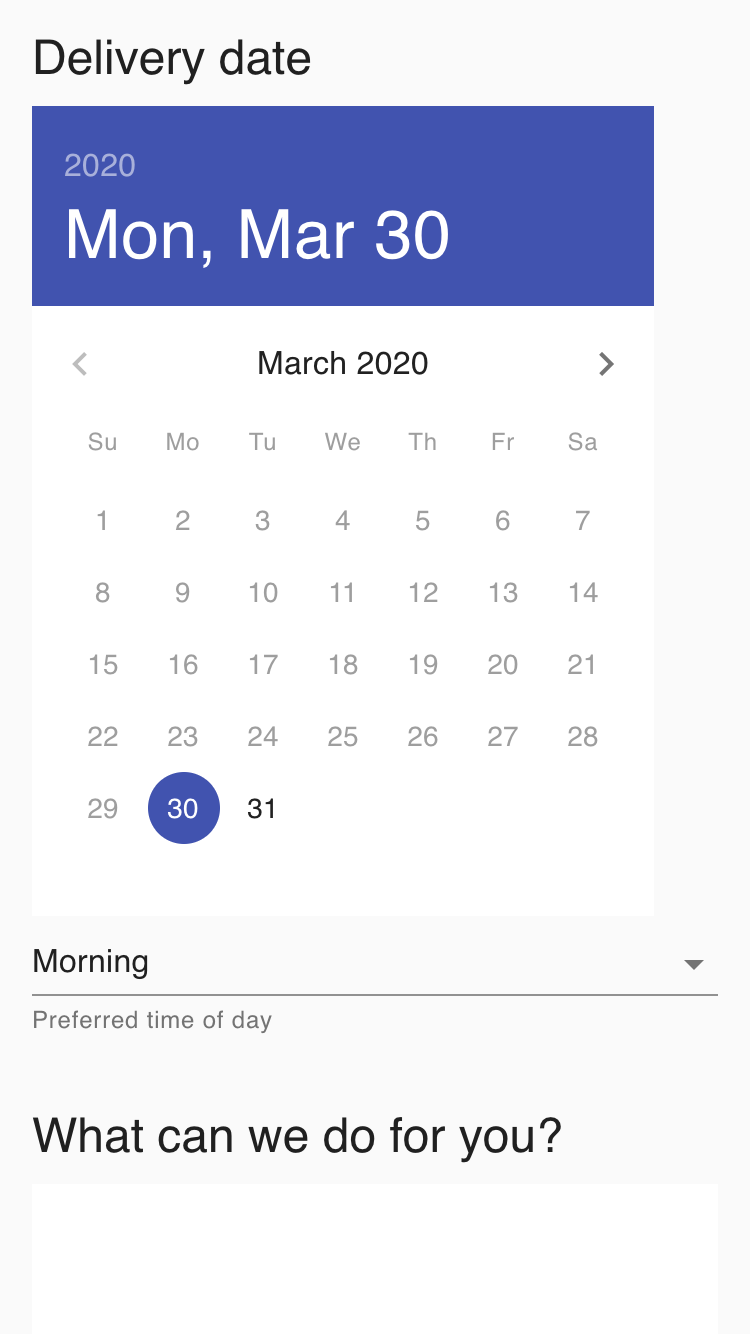 Delivery date
2020
Mon, Mar 30
March 2020
Su Mo Tu We Th Fr Sa
1 2 3 4 5 6 7
8 9 10 11 12 13 14
15 16 17 18 19 20 21
22 23 24 25 26 27 28
29 30 31
Morning
Preferred time of day
What can we do for you?